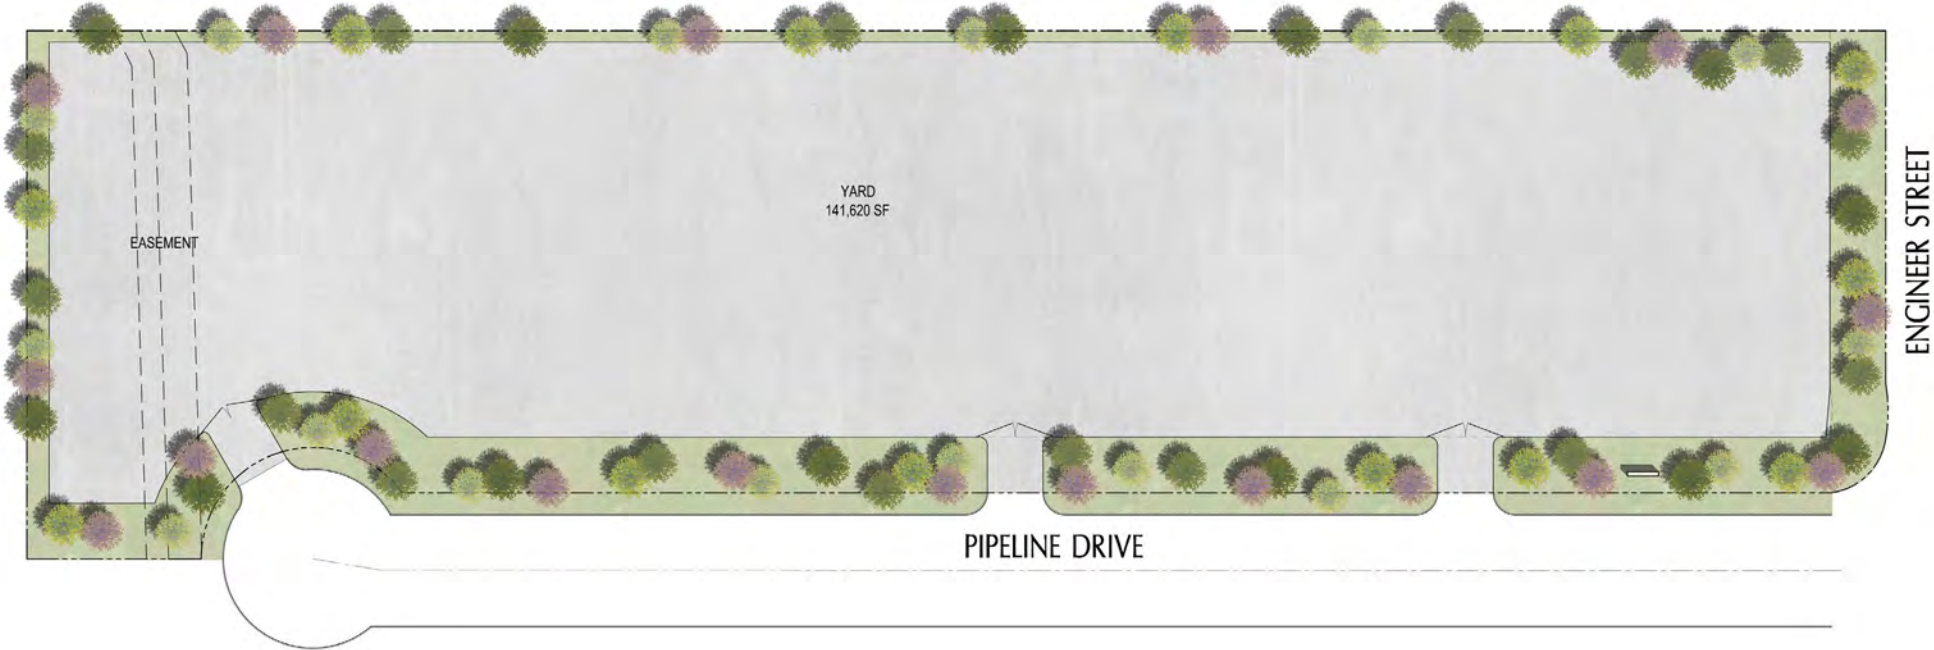 YARD
141,620 SF
EASEMENT
ENGINEER STREET
PIPELINE DRIVE